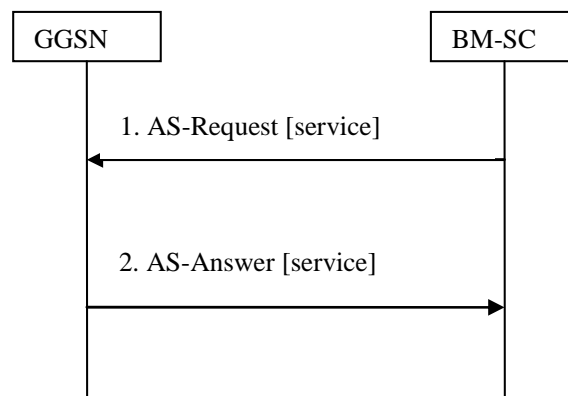 GGSN
BM-SC
1. AS-Request [service]
2. AS-Answer [service]